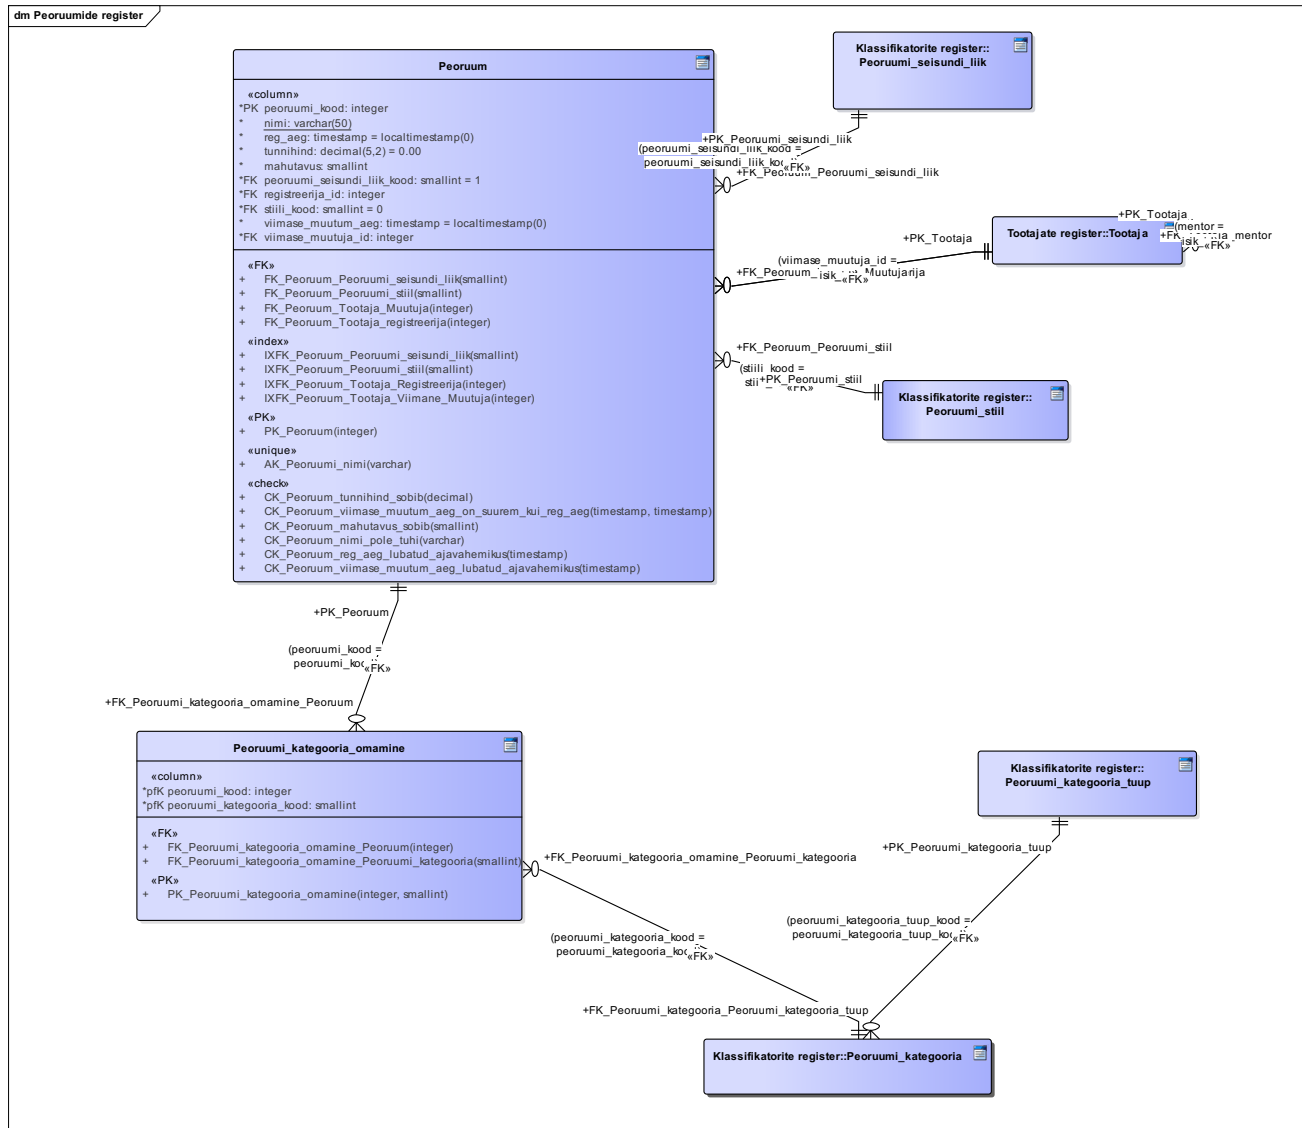 dm Peoruumide register
Peoruum
«column»
*PK peoruumi_kood: integer
* nimi: varchar(50)
* reg_aeg: timestamp = localtimestamp(0)
* tunnihind: decimal(5,2) = 0.00
* mahutavus: smallint
*FK peoruumi_seisundi_liik_kood: smallint = 1
*FK registreerija_id: integer
*FK stiili_kood: smallint = 0
* viimase_muutum_aeg: timestamp = localtimestamp(0)
*FK viimase_muutuja_id: integer
«FK»
+ FK_Peoruum_Peoruumi_seisundi_liik(smallint)
+ FK_Peoruum_Peoruumi_stiil(smallint)
+ FK_Peoruum_Tootaja_Muutuja(integer)
+ FK_Peoruum_Tootaja_registreerija(integer)
«index»
+ IXFK_Peoruum_Peoruumi_seisundi_liik(smallint)
+ IXFK_Peoruum_Peoruumi_stiil(smallint)
+ IXFK_Peoruum_Tootaja_Registreerija(integer)
+ IXFK_Peoruum_Tootaja_Viimane_Muutuja(integer)
«PK»
+ PK_Peoruum(integer)
«unique»
+ AK_Peoruumi_nimi(varchar)
«check»
+ CK_Peoruum_tunnihind_sobib(decimal)
+ CK_Peoruum_viimase_muutum_aeg_on_suurem_kui_reg_aeg(timestamp, timestamp)
+ CK_Peoruum_mahutavus_sobib(smallint)
+ CK_Peoruum_nimi_pole_tuhi(varchar)
+ CK_Peoruum_reg_aeg_lubatud_ajavahemikus(timestamp)
+ CK_Peoruum_viimase_muutum_aeg_lubatud_ajavahemikus(timestamp)
Klassifikatorite register::
Peoruumi_seisundi_liik
+PK_Peoruumi_seisundi_liik
(peoruumi_seisundi_liik_kood =
«FK»
+FK_Peoruum_Peoruumi_seisundi_liik
Tootajate register::Tootaja
+PK_Tootaja
(mentor =
«FK»
+PK_Tootaja
(viimase_muutuja_id =
«FK»
+FK_Peoruum_Peoruumi_stiil
(stiili_kood =
+PK_Peoruumi_stiil
«FK»
Klassifikatorite register::
Peoruumi_stiil
+PK_Peoruum
(peoruumi_kood =
«FK»
+FK_Peoruumi_kategooria_omamine_Peoruum
Peoruumi_kategooria_omamine
«column»
*pfK peoruumi_kood: integer
*pfK peoruumi_kategooria_kood: smallint
«FK»
+ FK_Peoruumi_kategooria_omamine_Peoruum(integer)
+ FK_Peoruumi_kategooria_omamine_Peoruumi_kategooria(smallint)
«PK»
+ PK_Peoruumi_kategooria_omamine(integer, smallint)
Klassifikatorite register::
Peoruumi_kategooria_tuup
+PK_Peoruumi_kategooria_tuup
+FK_Peoruumi_kategooria_omamine_Peoruumi_kategooria
(peoruumi_kategooria_tuup_kood =
«FK»
(peoruumi_kategooria_kood =
«FK»
+FK_Peoruumi_kategooria_Peoruumi_kategooria_tuup
Klassifikatorite register::Peoruumi_kategooria